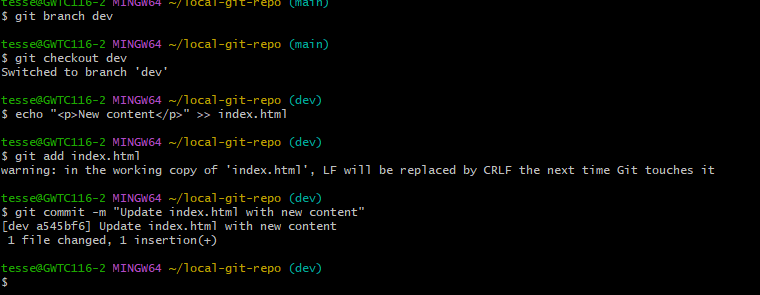 tesse@GWTC116-2 MINGW64 ~/local-git-repo (main)
$ git branch dev
tesse@GWTC116-2 MINGW64 ~/local-git-repo (main)
$ git checkout dev
Switched to branch 'dev'
tesse@GWTC116-2 MINGW64 ~/local-git-repo (dev)
$ echo "<p>New content</p>" >> index.html
tesse@GWTC116-2 MINGW64 ~/local-git-repo (dev)
$ git add index.html
warning: in the working copy of 'index.html', LF will be replaced by CRLF the next time Git touches it
tesse@GWTC116-2 MINGW64 ~/local-git-repo (dev)
$ git commit -m "Update index.html with new content"
[dev a545bf6] Update index.html with new content
 1 file changed, 1 insertion(+)
tesse@GWTC116-2 MINGW64 ~/local-git-repo (dev)
$